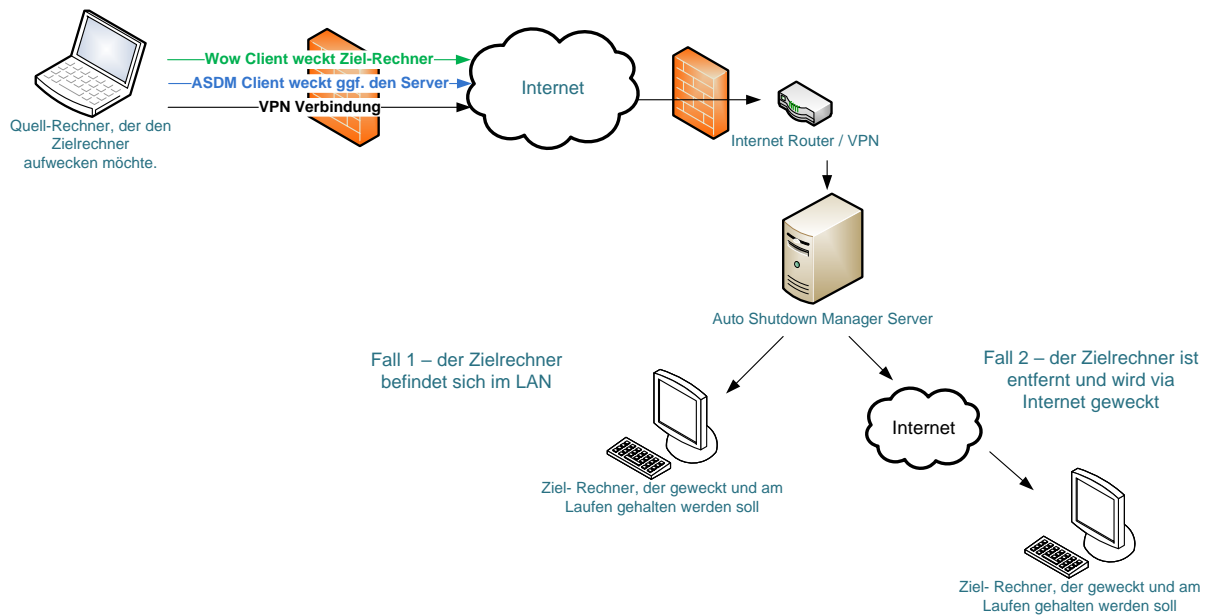 Wow Client weckt Ziel-Rechner
ASDM Client weckt ggf. den Server
VPN Verbindung
Internet
Quell-Rechner, der den
Zielrechner
aufwecken möchte.
Internet Router / VPN
Auto Shutdown Manager Server
Fall 1 – der Zielrechner
befindet sich im LAN
Fall 2 – der Zielrechner ist
entfernt und wird via
Internet geweckt
Internet
Ziel- Rechner, der geweckt und am
Laufen gehalten werden soll
Ziel- Rechner, der geweckt und am
Laufen gehalten werden soll